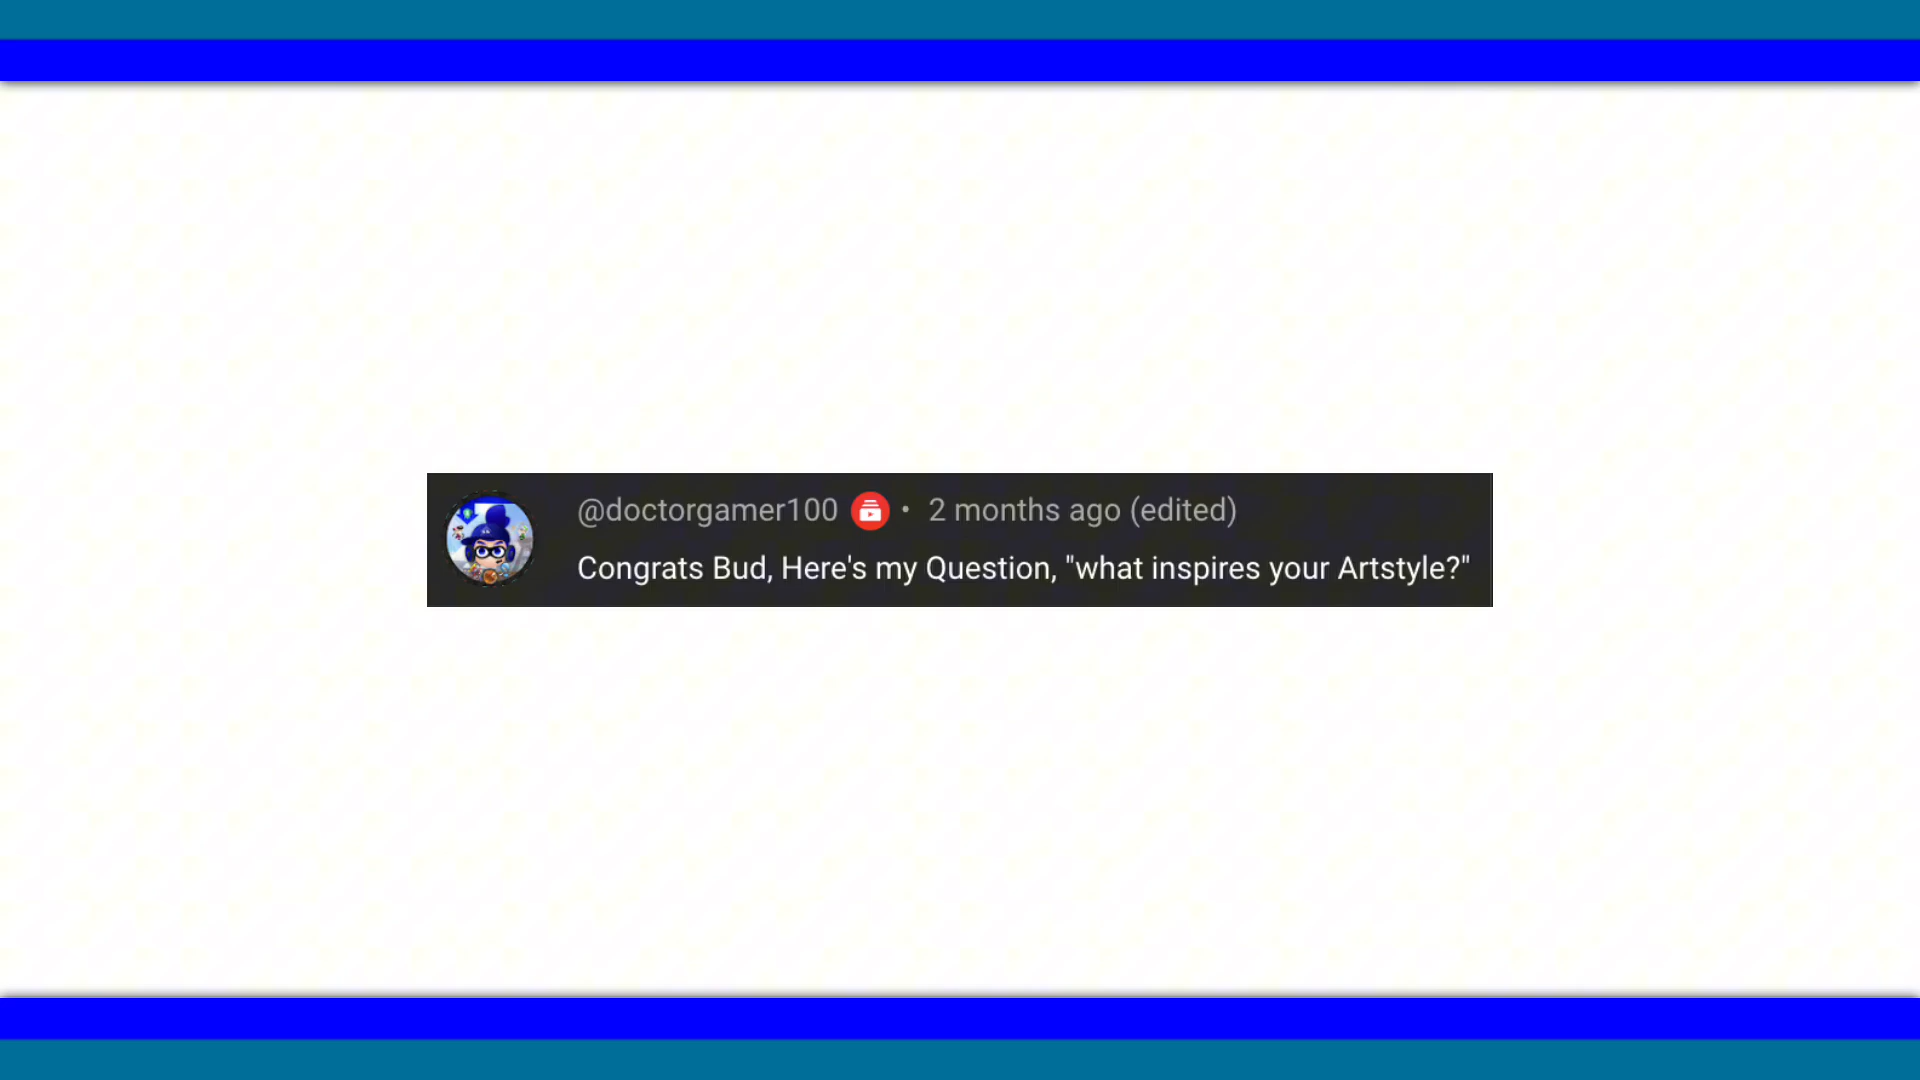 @doctorgamer100 • 2 months ago (edited)
Congrats Bud, Here's my Question, "what inspires your Artstyle?"